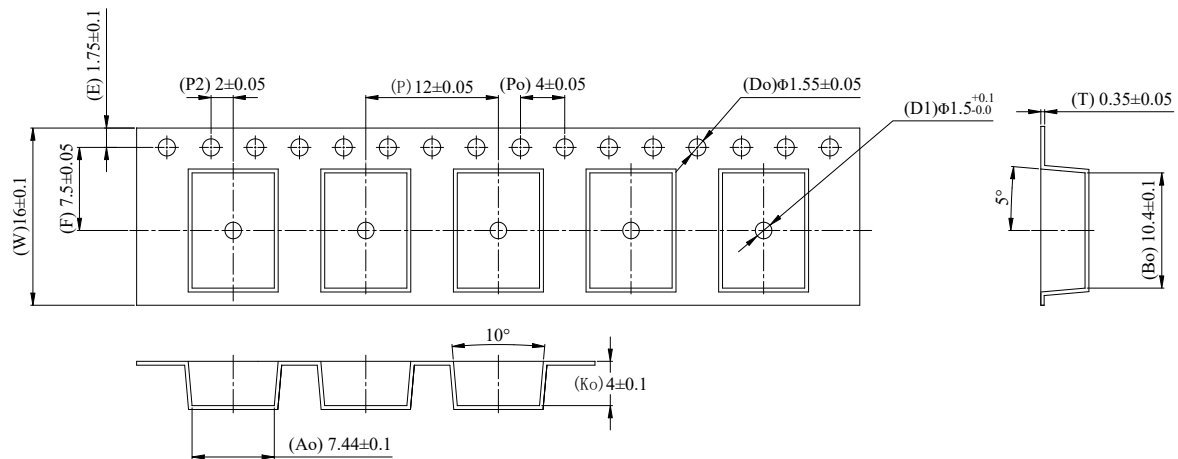 (E) 1.75±0.1
(P2) 2±0.05
(P) 12±0.05
(Po) 4±0.05
(Do)Φ1.55±0.05
(D1)Φ1.5+0.1-0.0
(T) 0.35±0.05
(W)16±0.1
(F) 7.5±0.05
5°
(Bo) 10.4±0.1
10°
(Ko)4±0.1
(Ao) 7.44±0.1